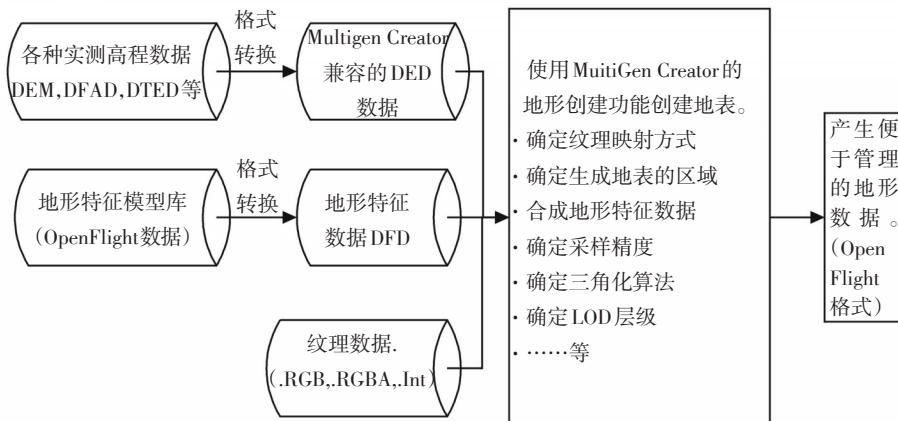 各种实测高程数据
DEM,DFAD,DTED等
格式
转换
Multigen Creator
兼容的DED
数据
地形特征模型库
(OpenFlight数据)
格式
转换
地形特征
数据DFD
纹理数据.
(.RGB,.RGBA,.Int)
使用MuitiGen Creator的
地形创建功能创建地表。
·确定纹理映射方式
·确定生成地表的区域
·合成地形特征数据
·确定采样精度
·确定三角化算法
·确定LOD层级
·……等
产生便
于管理
的地形
数据。
(Open
Flight
格式)